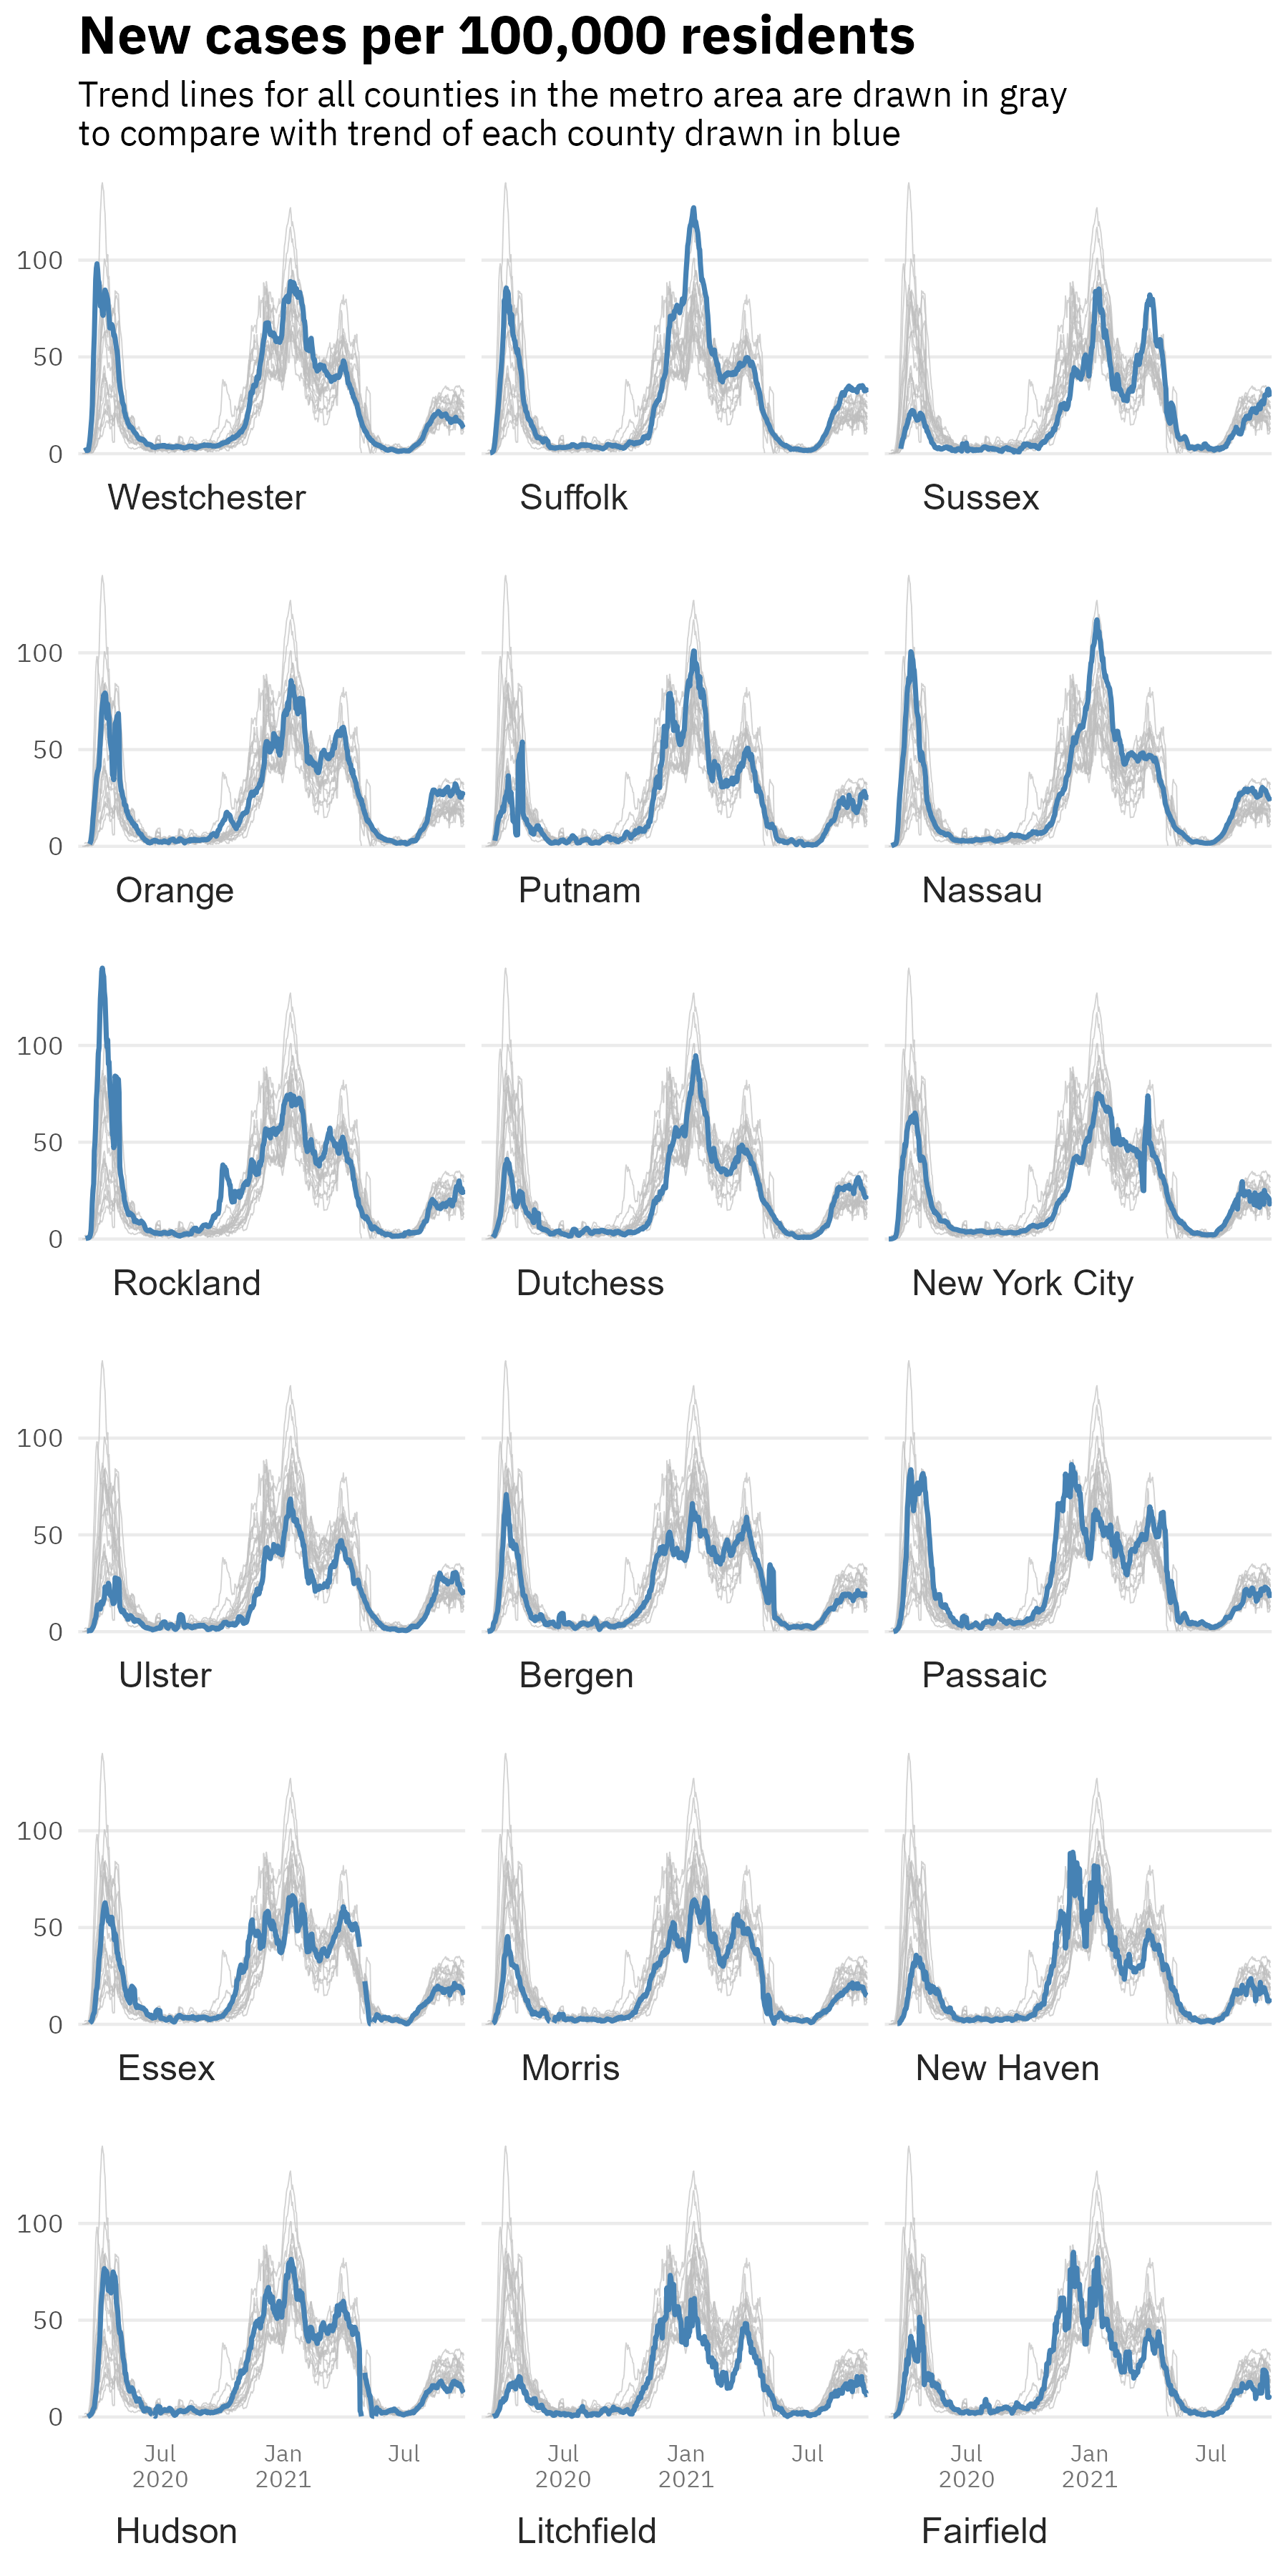 New cases per 100,000 residents
Trend lines for all counties in the metro area are drawn in gray
to compare with trend of each county drawn in blue
100
50
0
Westchester Suffolk Sussex
100
50
0
Orange Putnam Nassau
100
50
0
Rockland Dutchess New York City
100
50
0
Ulster Bergen Passaic
100
50
0
Essex Morris New Haven
100
50
0
Jul Jan Jul Jul Jan Jul Jul Jan Jul
2020 2021 2020 2021 2020 2021
Hudson Litchfield Fairfield